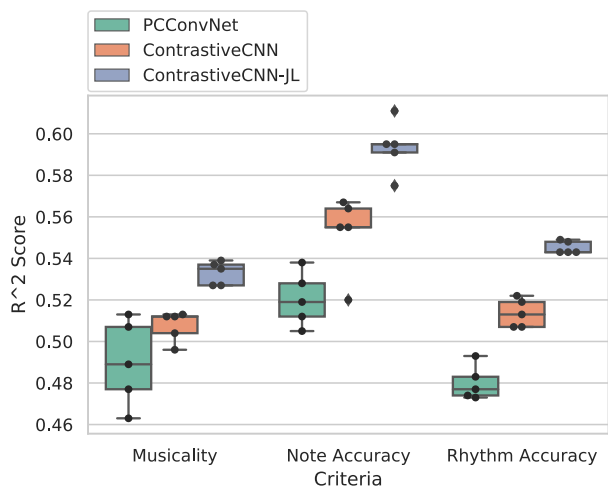 PCConvNet
ContrastiveCNN
ContrastiveCNN-JL
0.60
0.58
0.56
0.54
0.52
0.50
0.48
0.46
R^2 Score
Musicality
Note Accuracy
Rhythm Accuracy
Criteria